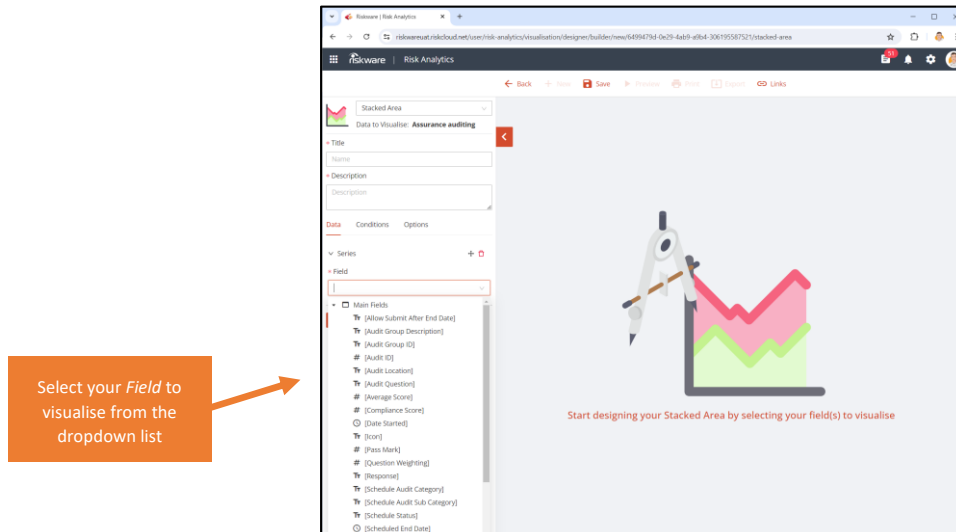 Riskware | Risk Analytics
riskwareuat.riskcloud.net/user/risk-analytics/visualisation/designer/builder/new/6499479d-0e29-4ab9-a9b4-306195587521/stacked-area
riskware | Risk Analytics
51
Back New Save Preview Print Export Links
Stacked Area
Data to Visualise: Assurance auditing
* Title
Name
* Description
Description
Data Conditions Options
Series
* Field
Main Fields
[Allow Submit After End Date]
[Audit Group Description]
[Audit Group ID]
# [Audit ID]
[Audit Location]
[Audit Question]
# [Average Score]
# [Compliance Score]
[Date Started]
[Icon]
# [Pass Mark]
# [Question Weighting]
[Response]
[Schedule Audit Category]
[Schedule Audit Sub Category]
[Schedule Status]
[Scheduled End Date]
Start designing your Stacked Area by selecting your field(s) to visualise
Select your Field to
visualise from the
dropdown list